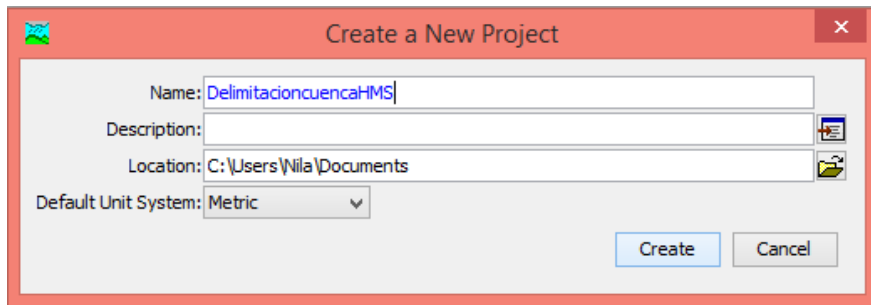 Create a New Project
Name: DelimitacioncuencaHMS
Description:
Location: C:\Users\Nila\Documents
Default Unit System: Metric
Create Cancel